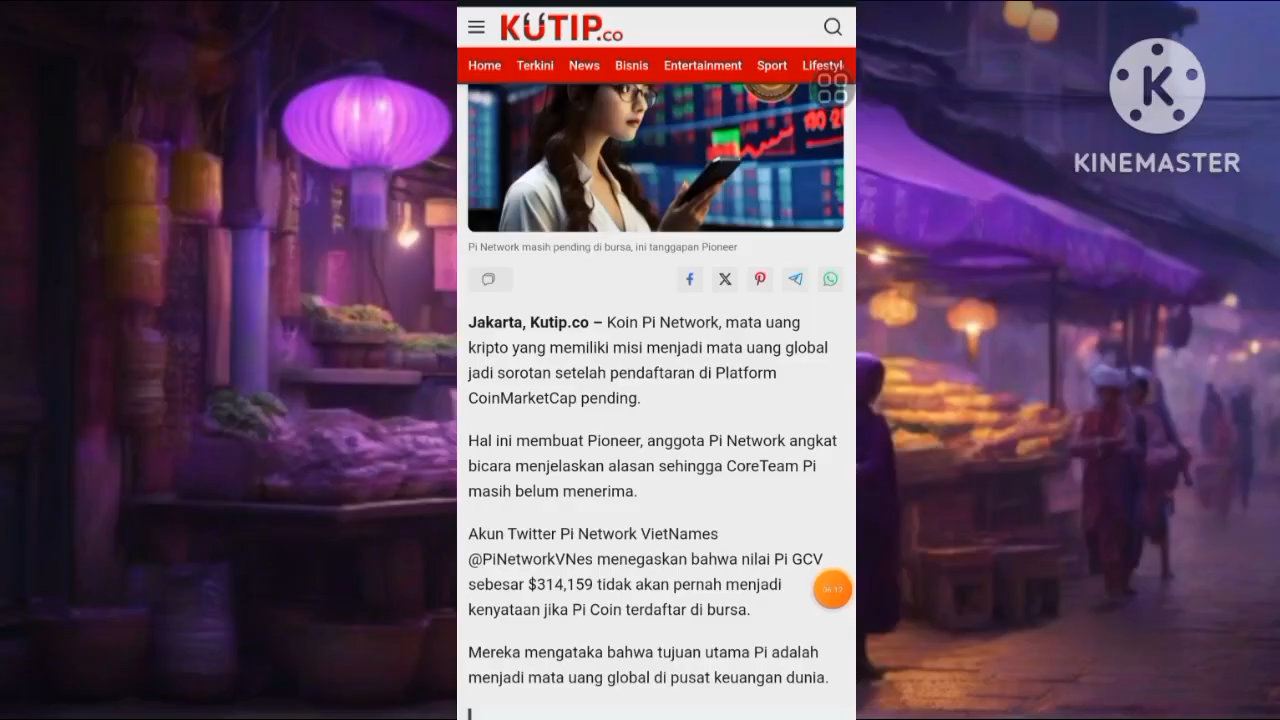 KUTIP.co
Home Terkini News Bisnis Entertainment Sport Lifestyl
Pi Network masih pending di bursa, ini tanggapan Pioneer
Jakarta, Kutip.co – Koin Pi Network, mata uang
kripto yang memiliki misi menjadi mata uang global
jadi sorotan setelah pendaftaran di Platform
CoinMarketCap pending.
Hal ini membuat Pioneer, anggota Pi Network angkat
bicara menjelaskan alasan sehingga CoreTeam Pi
masih belum menerima.
Akun Twitter Pi Network VietNames
@PiNetworkVNes menegaskan bahwa nilai Pi GCV
sebesar $314,159 tidak akan pernah menjadi
kenyataan jika Pi Coin terdaftar di bursa.
Mereka mengataka bahwa tujuan utama Pi adalah
menjadi mata uang global di pusat keuangan dunia.
K
KINEMASTER